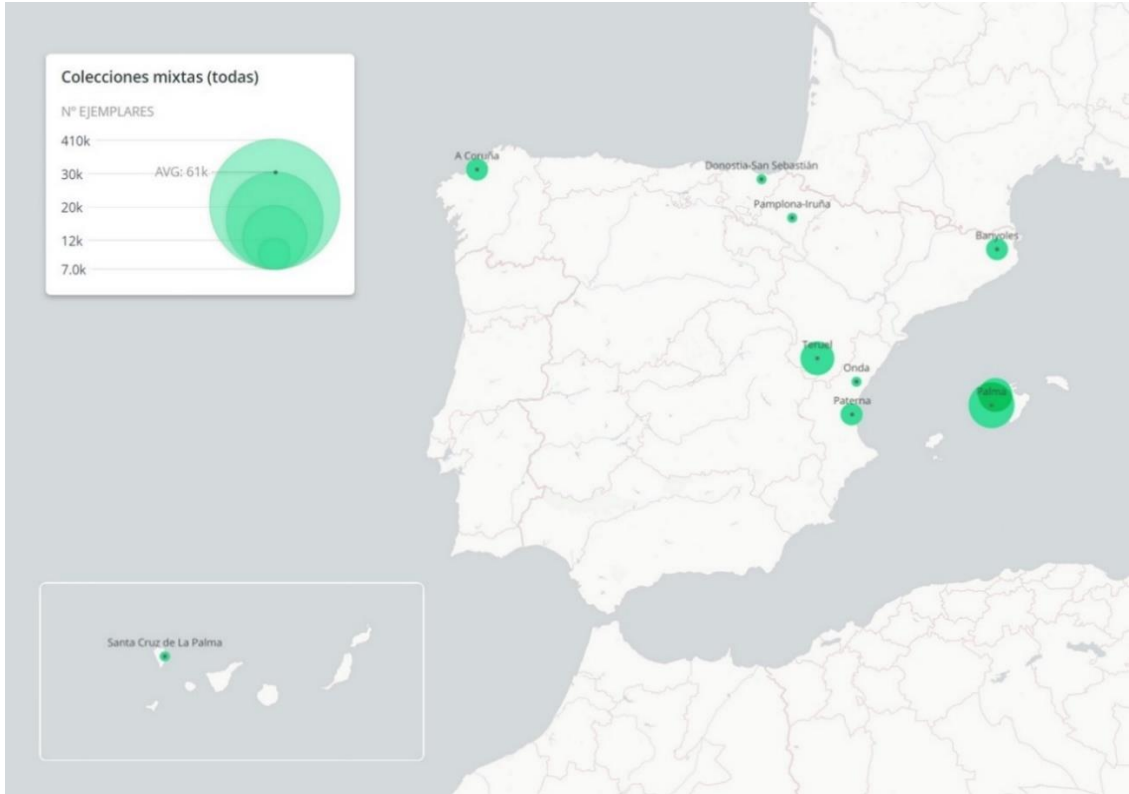 Colecciones mixtas (todas)
Nº EJEMPLARES
410k
30k
AVG: 61k
20k
12k
7.0k
A Coruña
Donostia-San Sebastián
Pamplona-Iruña
Banyoles
Teruel
Onda
Palma
Paterna
Santa Cruz de La Palma